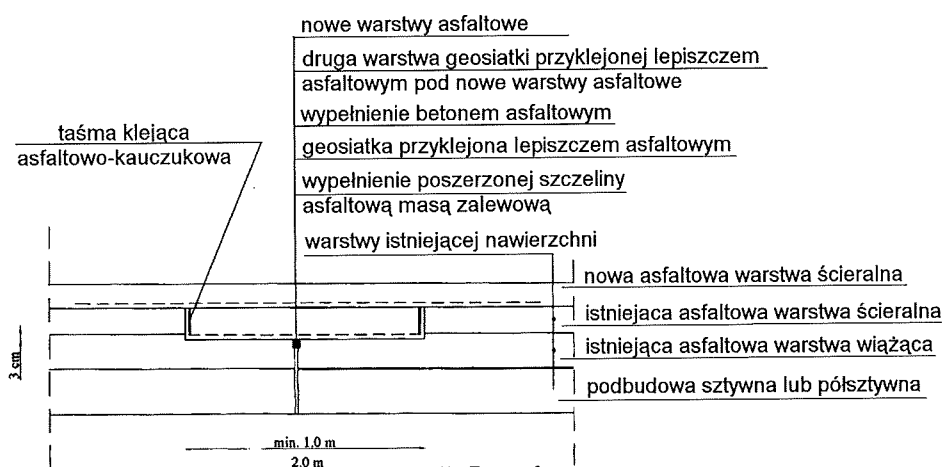 nowe warstwy asfaltowe
druga warstwa geosiatki przyklejonej lepiszczem
asfaltowym pod nowe warstwy asfaltowe
wypełnienie betonem asfaltowym
geosiatka przyklejona lepiszczem asfaltowym
wypełnienie poszerzonej szczeliny
asfaltową masą zalewową
warstwy istniejącej nawierzchni
taśma klejąca
asfaltowo-kauczukowa
nowa asfaltowa warstwa ścieralna
istniejaca asfaltowa warstwa ścieralna
istniejąca asfaltowa warstwa wiążąca
podbudowa sztywna lub półsztywna
3 cm
min. 1,0 m
2,0 m